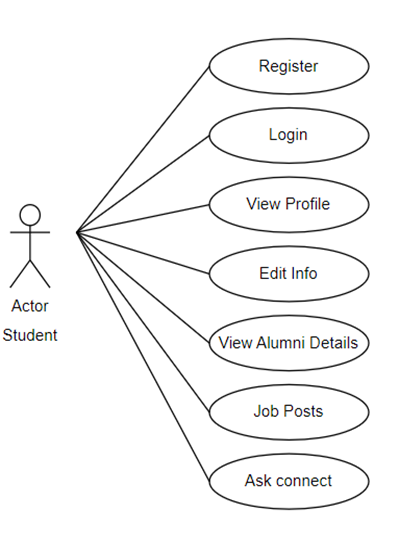 Register
Login
View Profile
Edit Info
View Alumni Details
Job Posts
Ask connect
Actor
Student